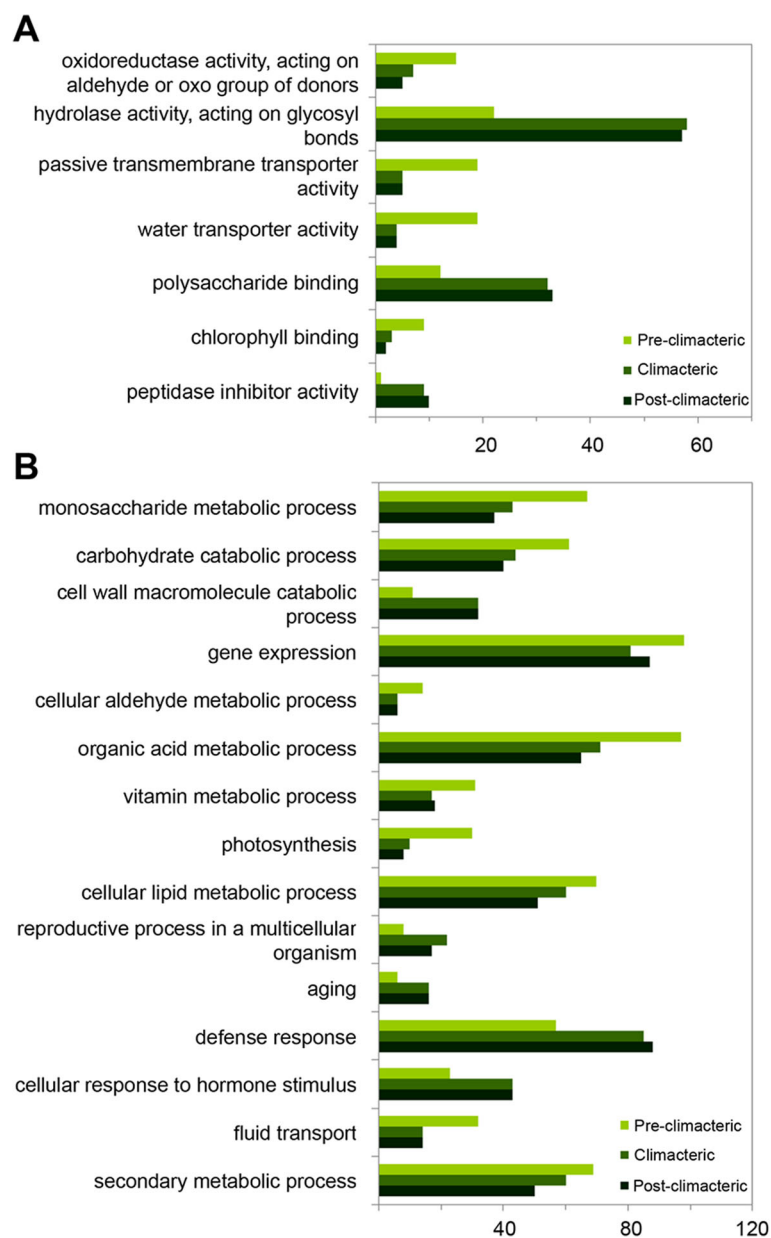 A
oxidoreductase activity, acting on
aldehyde or oxo group of donors
hydrolase activity, acting on glycosyl
bonds
passive transmembrane transporter
activity
water transporter activity
polysaccharide binding
chlorophyll binding
peptidase inhibitor activity
Pre-climacteric
Climacteric
Post-climacteric
20 40 60
B
monosaccharide metabolic process
carbohydrate catabolic process
cell wall macromolecule catabolic
process
gene expression
cellular aldehyde metabolic process
organic acid metabolic process
vitamin metabolic process
photosynthesis
cellular lipid metabolic process
reproductive process in a multicellular
organism
aging
defense response
cellular response to hormone stimulus
fluid transport
secondary metabolic process
Pre-climacteric
Climacteric
Post-climacteric
40 80 120